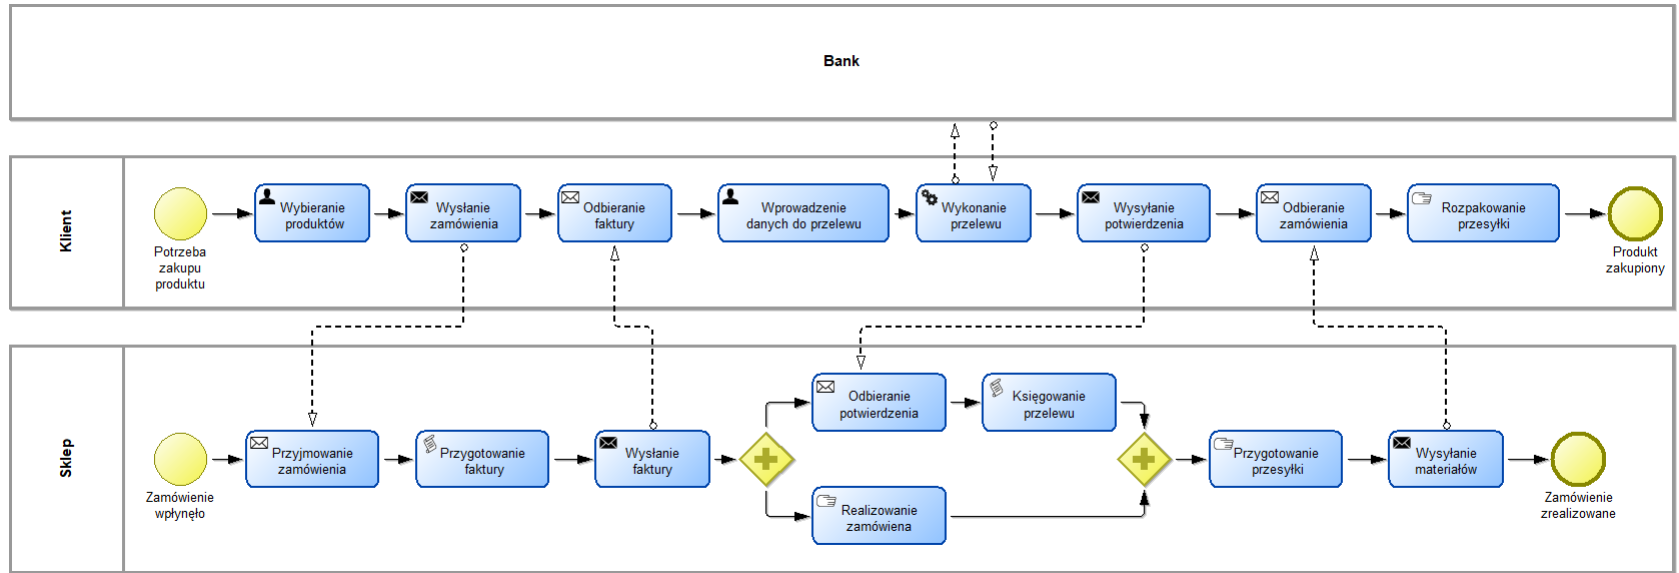 Bank
Klient
Potrzeba
zakupu
produktu
Wybieranie
produktów
Wysłanie
zamówienia
Odbieranie
faktury
Wprowadzenie
danych do przelewu
Wykonanie
przelewu
Wysyłanie
potwierdzenia
Odbieranie
zamówienia
Rozpakowanie
przesyłki
Produkt
zakupiony
Sklep
Zamówienie
wpłynęło
Przyjmowanie
zamówienia
Przygotowanie
faktury
Wysłanie
faktury
Odbieranie
potwierdzenia
Księgowanie
przelewu
Realizowanie
zamówiena
Przygotowanie
przesyłki
Wysyłanie
materiałów
Zamówienie
zrealizowane